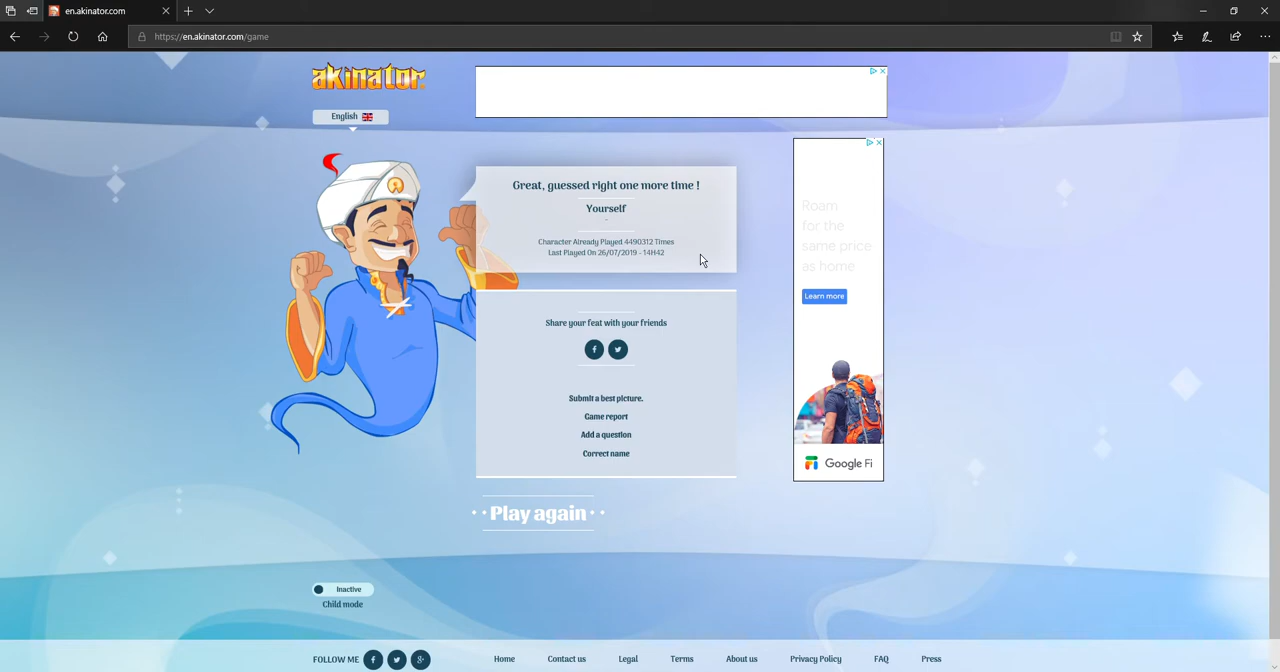 en.akinator.com
https://en.akinator.com/game
akinator
English
Great, guessed right one more time !
Yourself
-
Character Already Played 4490312 Times
Last Played On 26/07/2019 - 14H42
Share your feat with your friends
Submit a best picture.
Game report
Add a question
Correct name
Play again
Roam
for the
same price
as home
Learn more
Google Fi
Inactive
Child mode
FOLLOW ME
Home
Contact us
Legal
Terms
About us
Privacy Policy
FAQ
Press